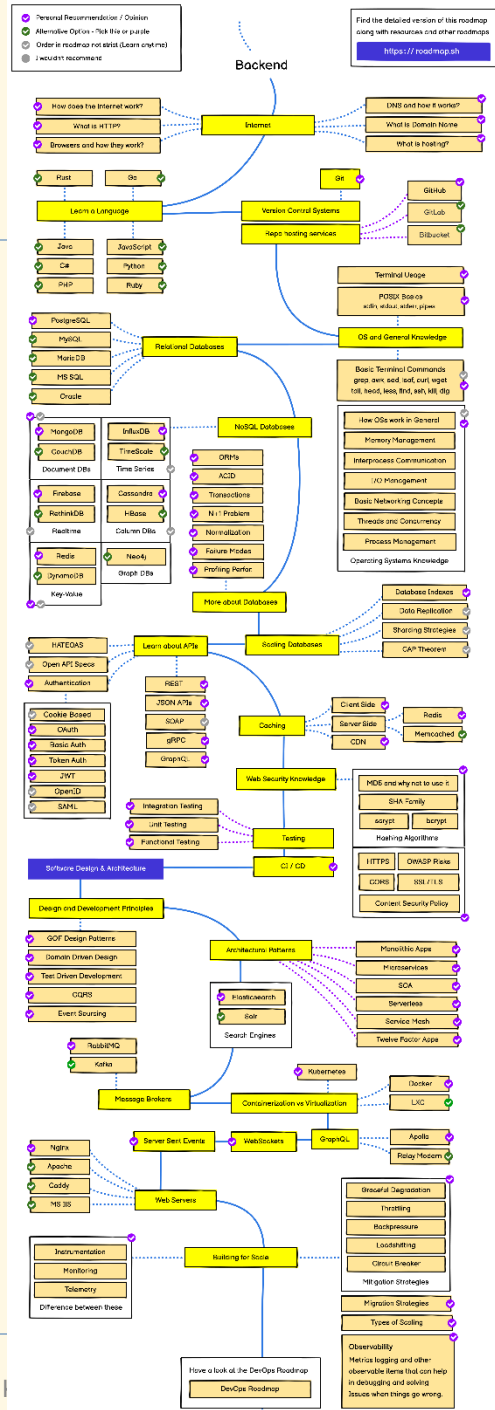 Personal Recommendation / Opinion
Alternative Option - Pick this or purple
Order in roadmap not strict (Learn anytime)
I wouldn't recommend
Find the detailed version of this roadmap
along with resources and other roadmaps
https://roadmap.sh
Backend
How does the internet work?
What is HTTP?
Browsers and how they work?
Internet
DNS and how it works?
What is Domain Name
What is hosting?
Rust
Go
Learn a Language
Java
C#
PHP
JavaScript
Python
Ruby
Git
Version Control Systems
Repo hosting services
GitHub
GitLab
Bitbucket
Terminal Usage
POSIX Basics
stdin, stdout, stderr, pipes
OS and General Knowledge
Basic Terminal Commands
grep, awk, sed, lsof, curl, wget
tail, head, less, find, ssh, kill, dig
PostgreSQL
MySQL
MariaDB
MS SQL
Oracle
Relational Databases
How OSs work in General
Memory Management
Interprocess Communication
I/O Management
Basic Networking Concepts
Threads and Concurrency
Process Management
Operating Systems Knowledge
NoSQL Databases
MongoDB
CouchDB
Document DBs
InfluxDB
TimeScale
Time Series
Firebase
RethinkDB
Realtime
Cassandra
HBase
Column DBs
Redis
DynamoDB
Key-Value
Neo4j
Graph DBs
ORMs
ACID
Transactions
N+1 Problem
Normalization
Failure Modes
Profiling Perfor.
More about Databases
Database Indexes
Data Replication
Sharding Strategies
CAP Theorem
Scaling Databases
Learn about APIs
HATEOAS
Open API Specs
Authentication
Cookie Based
OAuth
Basic Auth
Token Auth
JWT
OpenID
SAML
REST
JSON APIs
SOAP
gRPC
GraphQL
Caching
Client Side
Server Side
CDN
Redis
Memcached
Web Security Knowledge
MD5 and why not to use it
SHA Family
scrypt
bcrypt
Hashing Algorithms
HTTPS
OWASP Risks
CORS
SSL/TLS
Content Security Policy
Integration Testing
Unit Testing
Functional Testing
Testing
CI / CD
Software Design & Architecture
Design and Development Principles
GOF Design Patterns
Domain Driven Design
Test Driven Development
CQRS
Event Sourcing
Architectural Patterns
Monolithic Apps
Microservices
SOA
Serverless
Service Mesh
Twelve Factor Apps
Elasticsearch
Solr
Search Engines
RabbitMQ
Kafka
Message Brokers
Containerization vs Virtualization
Kubernetes
Docker
LXC
Server Sent Events
WebSockets
GraphQL
Apollo
Relay Modern
Nginx
Apache
Caddy
MS IIS
Web Servers
Building for Scale
Instrumentation
Monitoring
Telemetry
Difference between these
Graceful Degradation
Throttling
Backpressure
Loadshifting
Circuit Breaker
Mitigation Strategies
Migration Strategies
Types of Scaling
Observability
Metrics logging and other
observable items that can help
in debugging and solving
Issues when things go wrong.
Have a look at the DevOps Roadmap
DevOps Roadmap